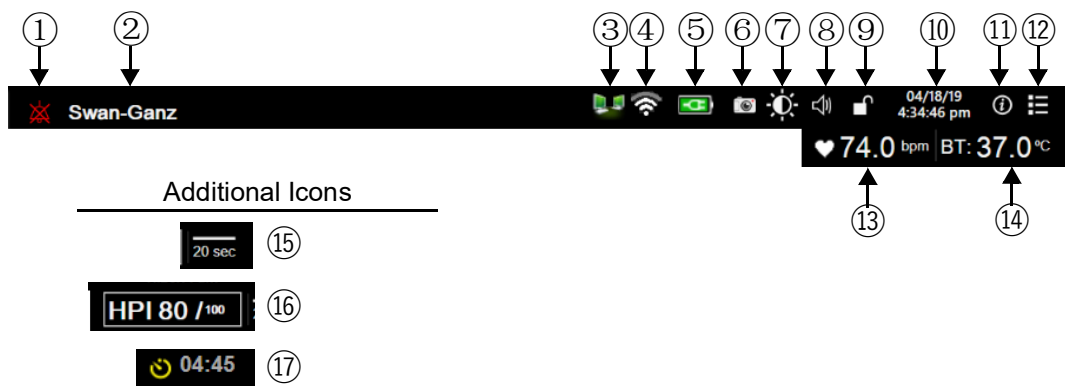 ① ② ③ ④ ⑤ ⑥ ⑦ ⑧ ⑨ ⑩ ⑪ ⑫
Swan-Ganz
04/18/19
4:34:46 pm
74.0 bpm BT: 37.0 °C
⑬ ⑭
Additional Icons
20 sec ⑮
HPI 80 /100 ⑯
04:45 ⑰